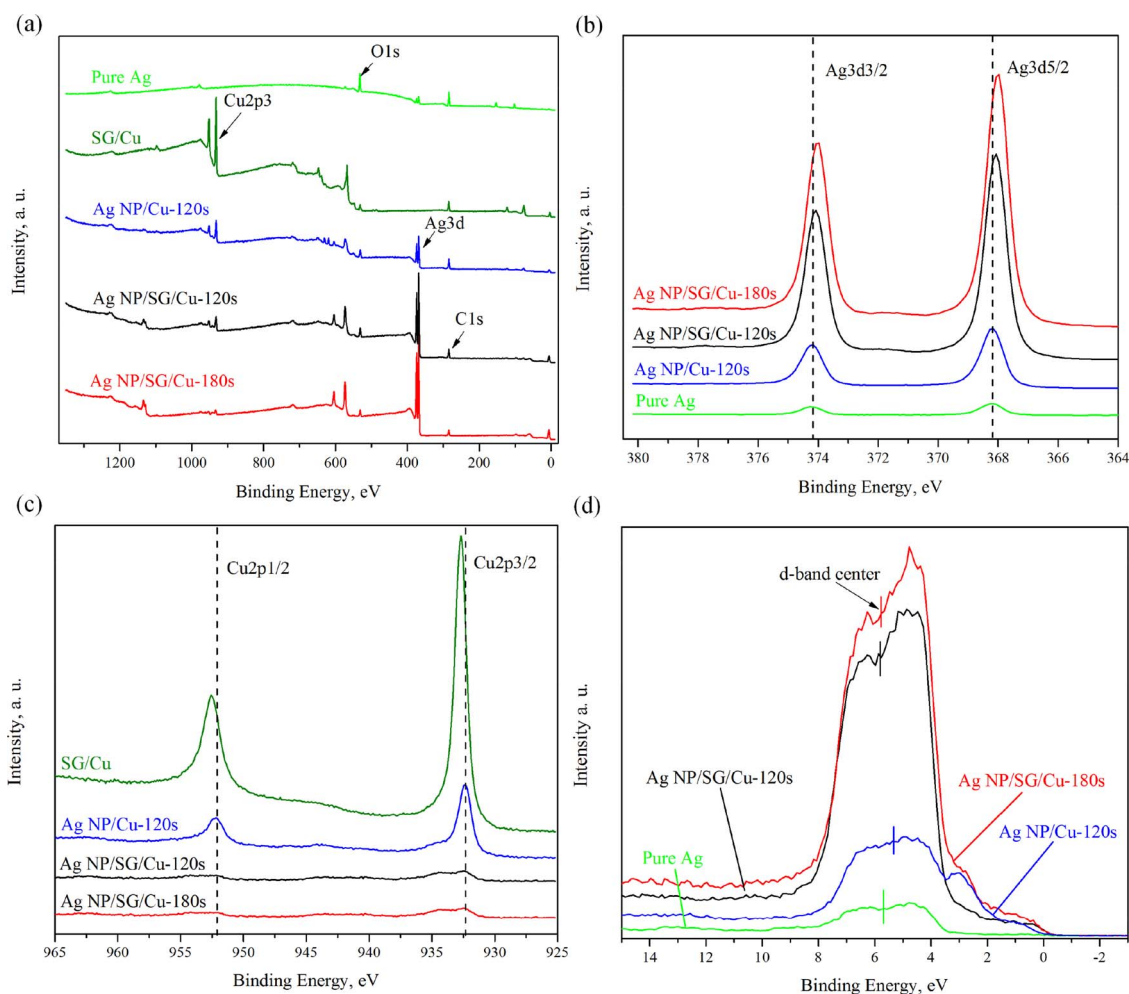 (a)
O1s
Pure Ag
Cu2p3
SG/Cu
Ag NP/Cu-120s
Ag3d
Ag NP/SG/Cu-120s
C1s
Ag NP/SG/Cu-180s
Intensity, a. u.
1200 1000 800 600 400 200 0
Binding Energy, eV
(b)
Ag3d3/2
Ag3d5/2
Ag NP/SG/Cu-180s
Ag NP/SG/Cu-120s
Ag NP/Cu-120s
Pure Ag
Intensity, a. u.
380 378 376 374 372 370 368 366 364
Binding Energy, eV
(c)
Cu2p1/2
Cu2p3/2
SG/Cu
Ag NP/Cu-120s
Ag NP/SG/Cu-120s
Ag NP/SG/Cu-180s
Intensity, a. u.
965 960 955 950 945 940 935 930 925
Binding Energy, eV
(d)
d-band center
Ag NP/SG/Cu-120s
Ag NP/SG/Cu-180s
Ag NP/Cu-120s
Pure Ag
Intensity a. u.
15 14 12 10 8 6 4 2 0 -2
Binding Energy, eV